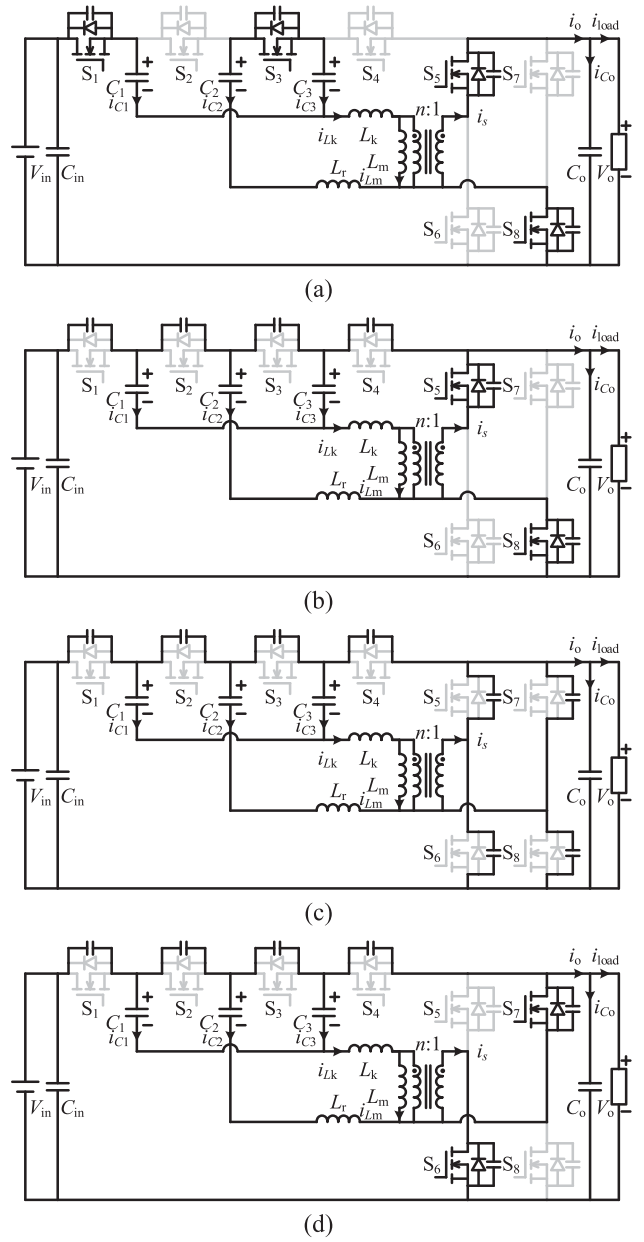 io iload
S1 S2 S3 S4 S5 S7
C1 + C2 + C3 + iCo
− − −
iC1 iC2 iC3 n:1 is
iLk Lk
Vin Cin Lr Lm iLm Co Vo + −
S6 S8
(a)
io iload
S1 S2 S3 S4 S5 S7
C1 + C2 + C3 + iCo
− − −
iC1 iC2 iC3 n:1 is
iLk Lk
Vin Cin Lr Lm iLm Co Vo + −
S6 S8
(b)
io iload
S1 S2 S3 S4 S5 S7
C1 + C2 + C3 + iCo
− − −
iC1 iC2 iC3 n:1 is
iLk Lk
Vin Cin Lr Lm iLm Co Vo + −
S6 S8
(c)
io iload
S1 S2 S3 S4 S5 S7
C1 + C2 + C3 + iCo
− − −
iC1 iC2 iC3 n:1 is
iLk Lk
Vin Cin Lr Lm iLm Co Vo + −
S6 S8
(d)